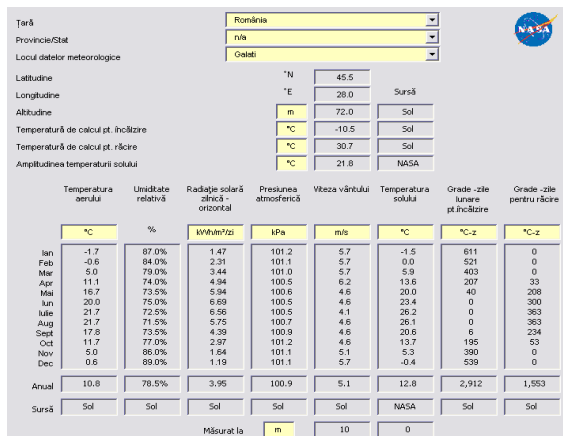 Țară România
Provincie/Stat n/a
NASA
Locul datelor meteorologice Galati
Latitudine ˚N 45.5
Longitudine ˚E 28.0 Sursă
Altitudine m 72.0 Sol
Temperatură de calcul pt. încălzire °C -10.5 Sol
Temperatură de calcul pt. răcire °C 30.7 Sol
Amplitudinea temperaturii solului °C 21.8 NASA
Temperatura Umiditate Radiaţie solară Presiunea Viteza vântului Temperatura Grade -zile Grade -zile
aerului relativă zilnică - atmosferică solului lunare pentru răcire
orizontal pt.încălzire
°C % kWh/m²/zi kPa m/s °C °C-z °C-z
Ian -1.7 87.0% 1.47 101.2 5.7 -1.5 611 0
Feb -0.6 84.0% 2.31 101.1 5.7 0.0 521 0
Mar 5.0 79.0% 3.44 101.0 5.7 5.9 403 0
Apr 11.1 74.0% 4.94 100.5 6.2 13.6 207 33
Mai 16.7 73.5% 5.94 100.6 4.6 20.0 40 208
Iun 20.0 75.0% 6.69 100.5 4.6 23.4 0 300
Iulie 21.7 72.5% 6.56 100.5 4.1 26.2 0 363
Aug 21.7 71.5% 5.75 100.7 4.6 26.1 0 363
Sept 17.8 73.5% 4.39 100.9 4.6 20.6 6 234
Oct 11.7 77.0% 2.97 101.2 4.6 13.7 195 53
Nov 5.0 86.0% 1.64 101.1 5.1 5.3 390 0
Dec 0.6 89.0% 1.19 101.1 5.7 -0.4 539 0
Anual 10.8 78.5% 3.95 100.9 5.1 12.8 2,912 1,553
Sursă Sol Sol Sol Sol Sol NASA Sol Sol
Măsurat la m 10 0